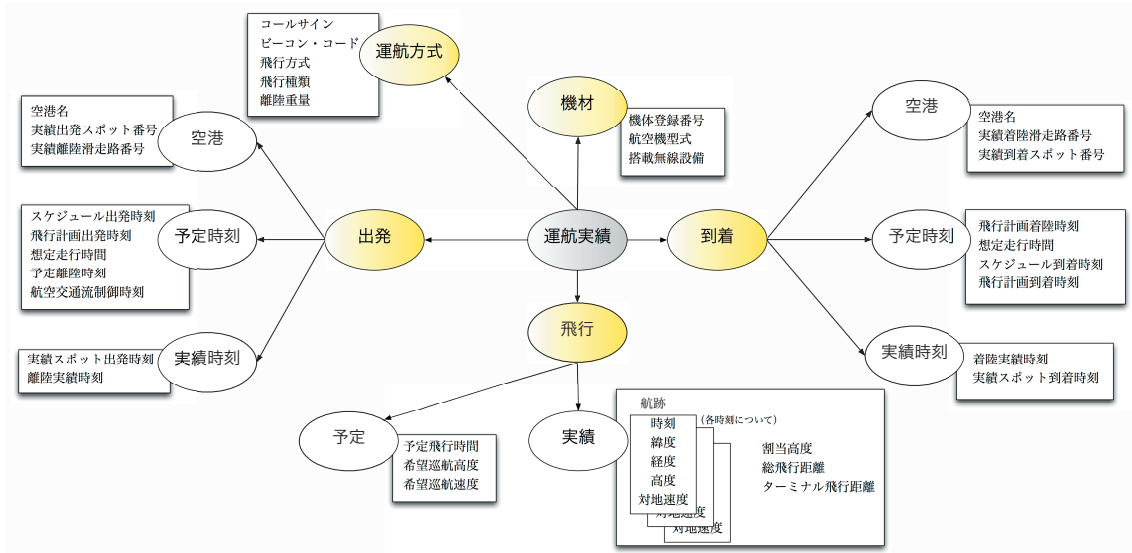 コールサイン
ビーコン・コード
飛行方式
飛行種類
離陸重量
運航方式
機材
機体登録番号
航空機型式
搭載無線設備
空港
空港名
実績着陸滑走路番号
実績到着スポット番号
空港名
実績出発スポット番号
実績離陸滑走路番号
空港
スケジュール出発時刻
飛行計画出発時刻
想定走行時間
予定離陸時刻
航空交通流制御時刻
予定時刻
出発
運航実績
到着
予定時刻
飛行計画着陸時刻
想定走行時間
スケジュール到着時刻
飛行計画到着時刻
実績スポット出発時刻
離陸実績時刻
実績時刻
飛行
実績時刻
着陸実績時刻
実績スポット到着時刻
予定
予定飛行時間
希望巡航高度
希望巡航速度
実績
航跡
(各時刻について)
時刻
緯度
経度
高度
対地速度
対地速度
対地速度
割当高度
総飛行距離
ターミナル飛行距離